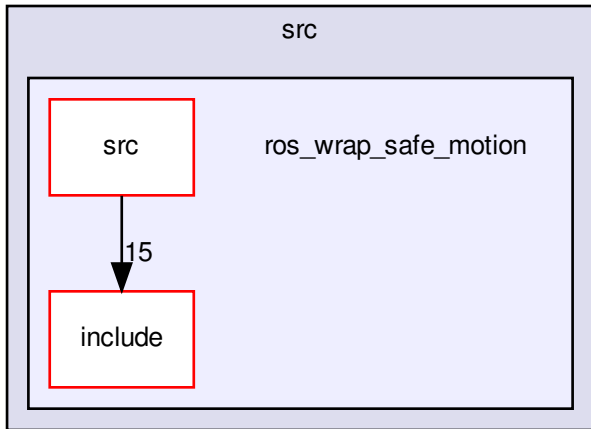 src
src
ros_wrap_safe_motion
15
include